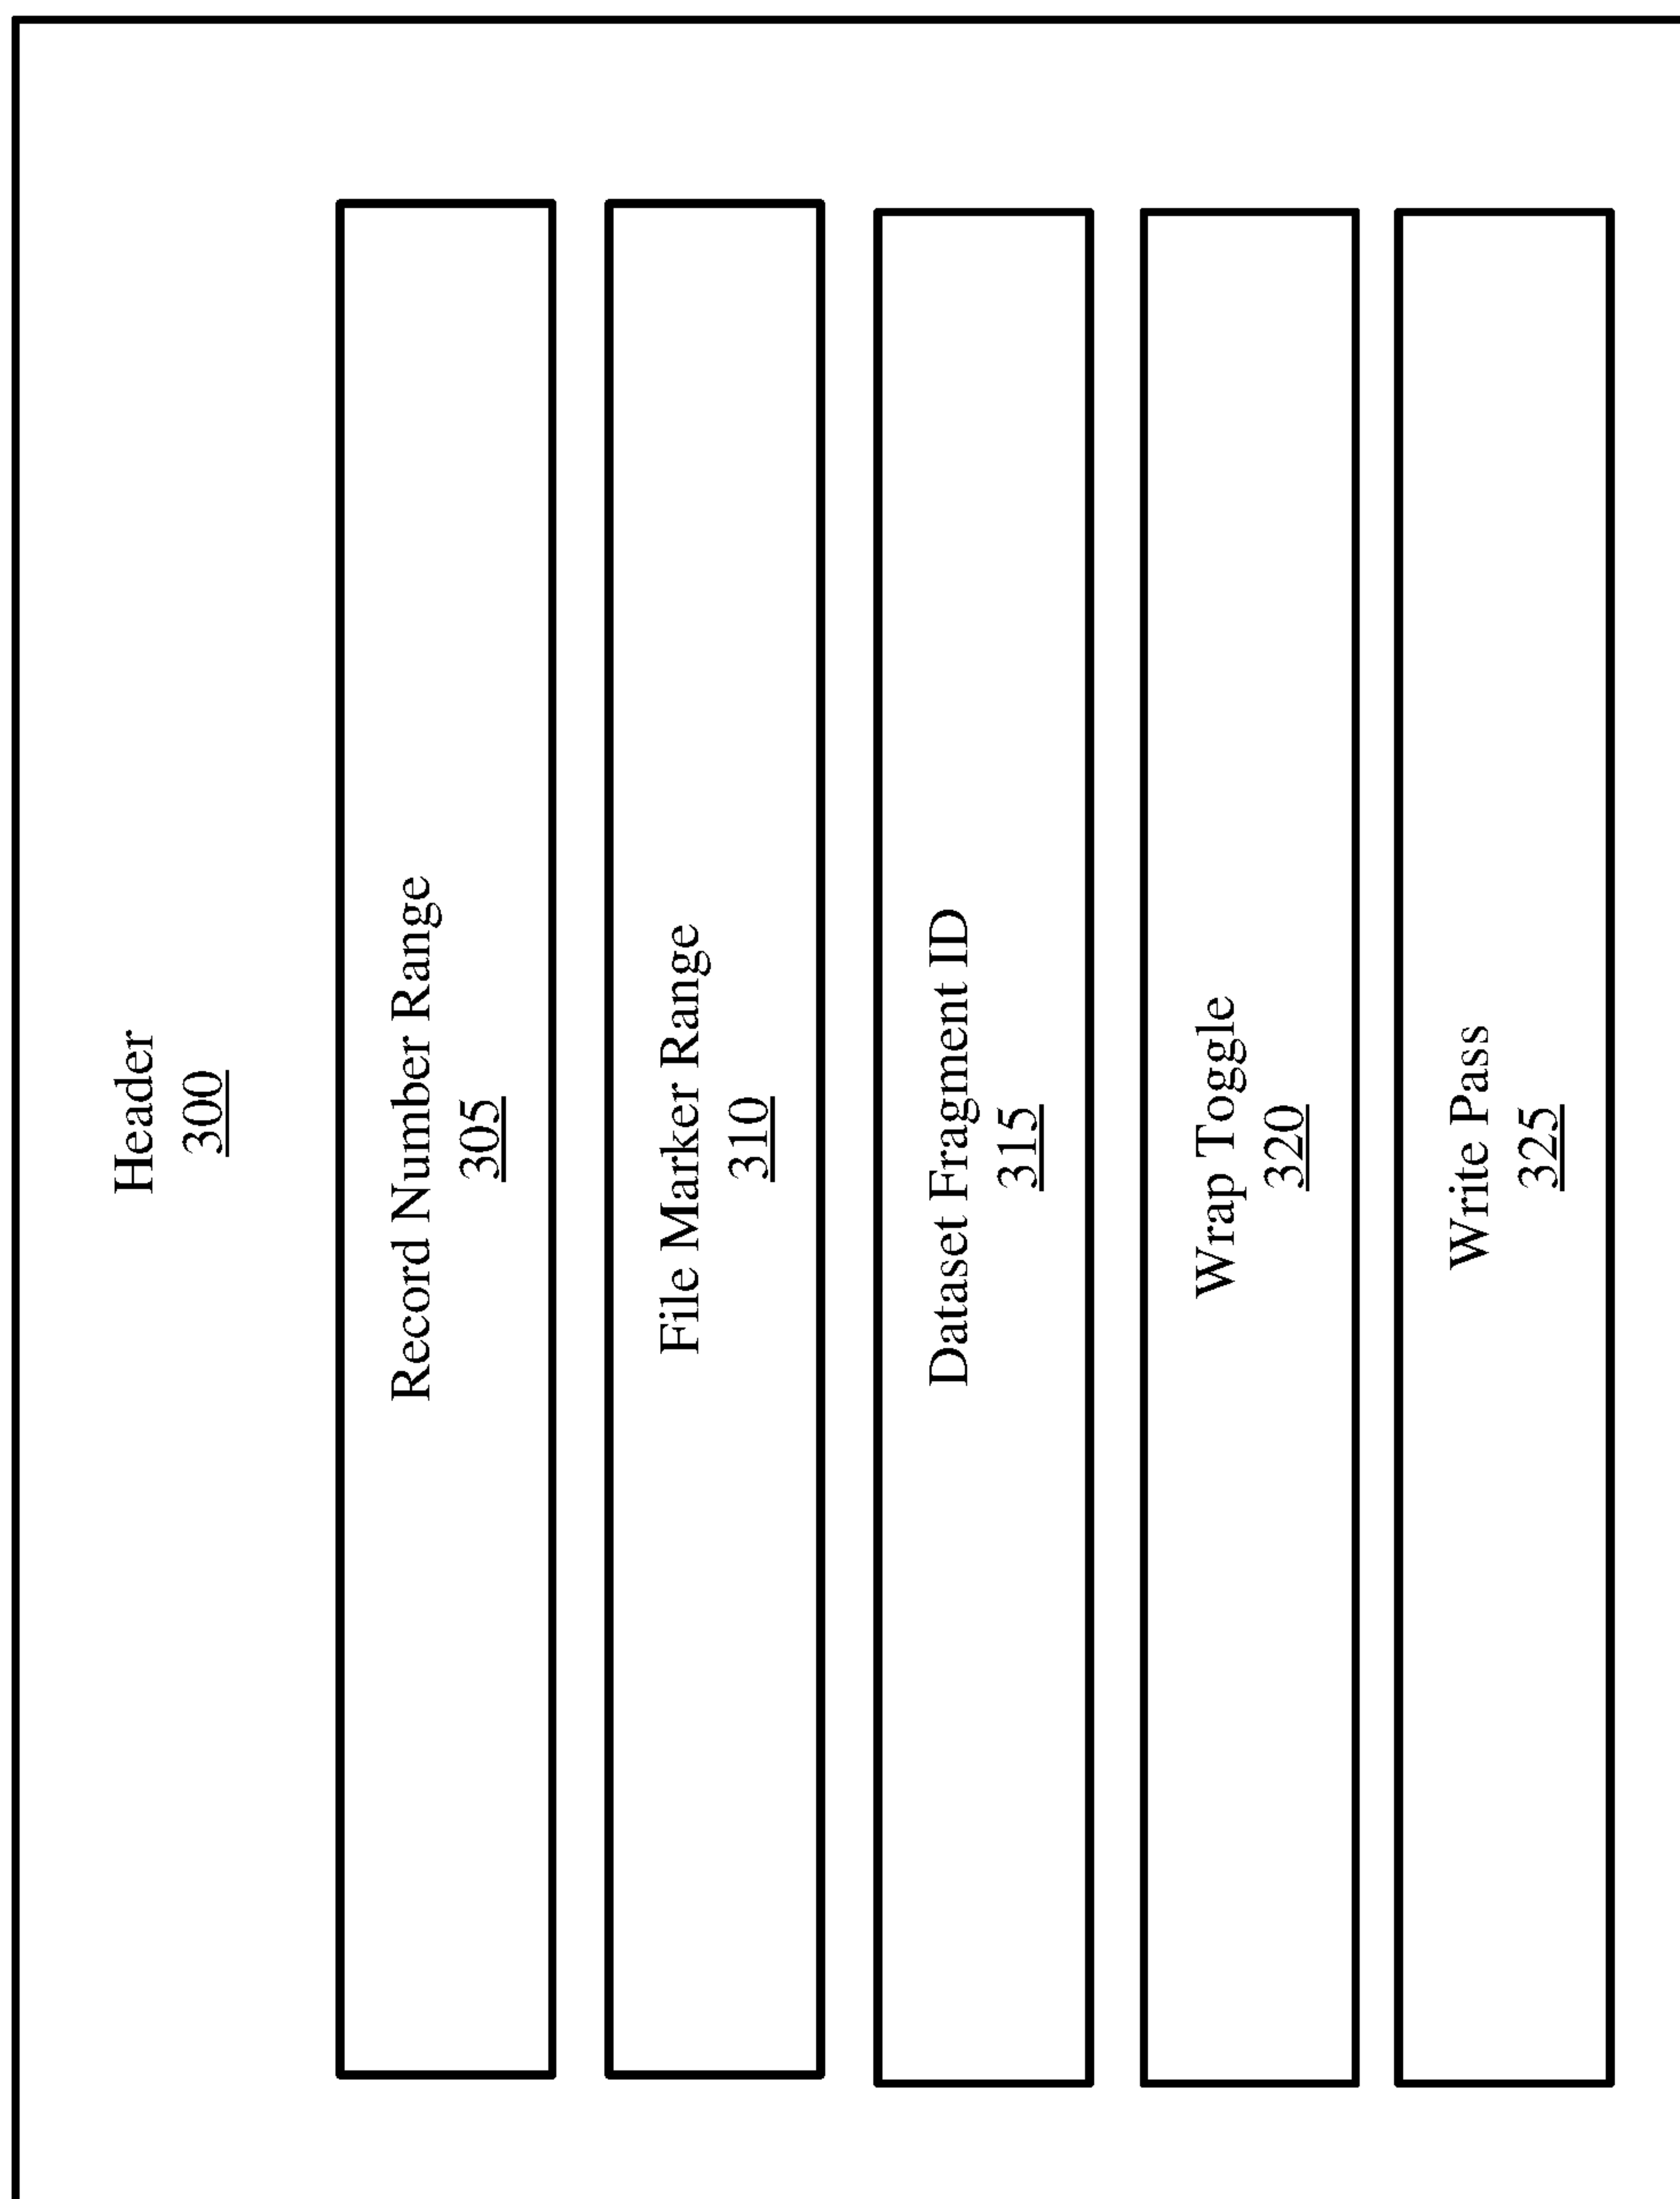 Header
300
Record Number Range
305
File Marker Range
310
Dataset Fragment ID
315
Wrap Toggle
320
Write Pass
325